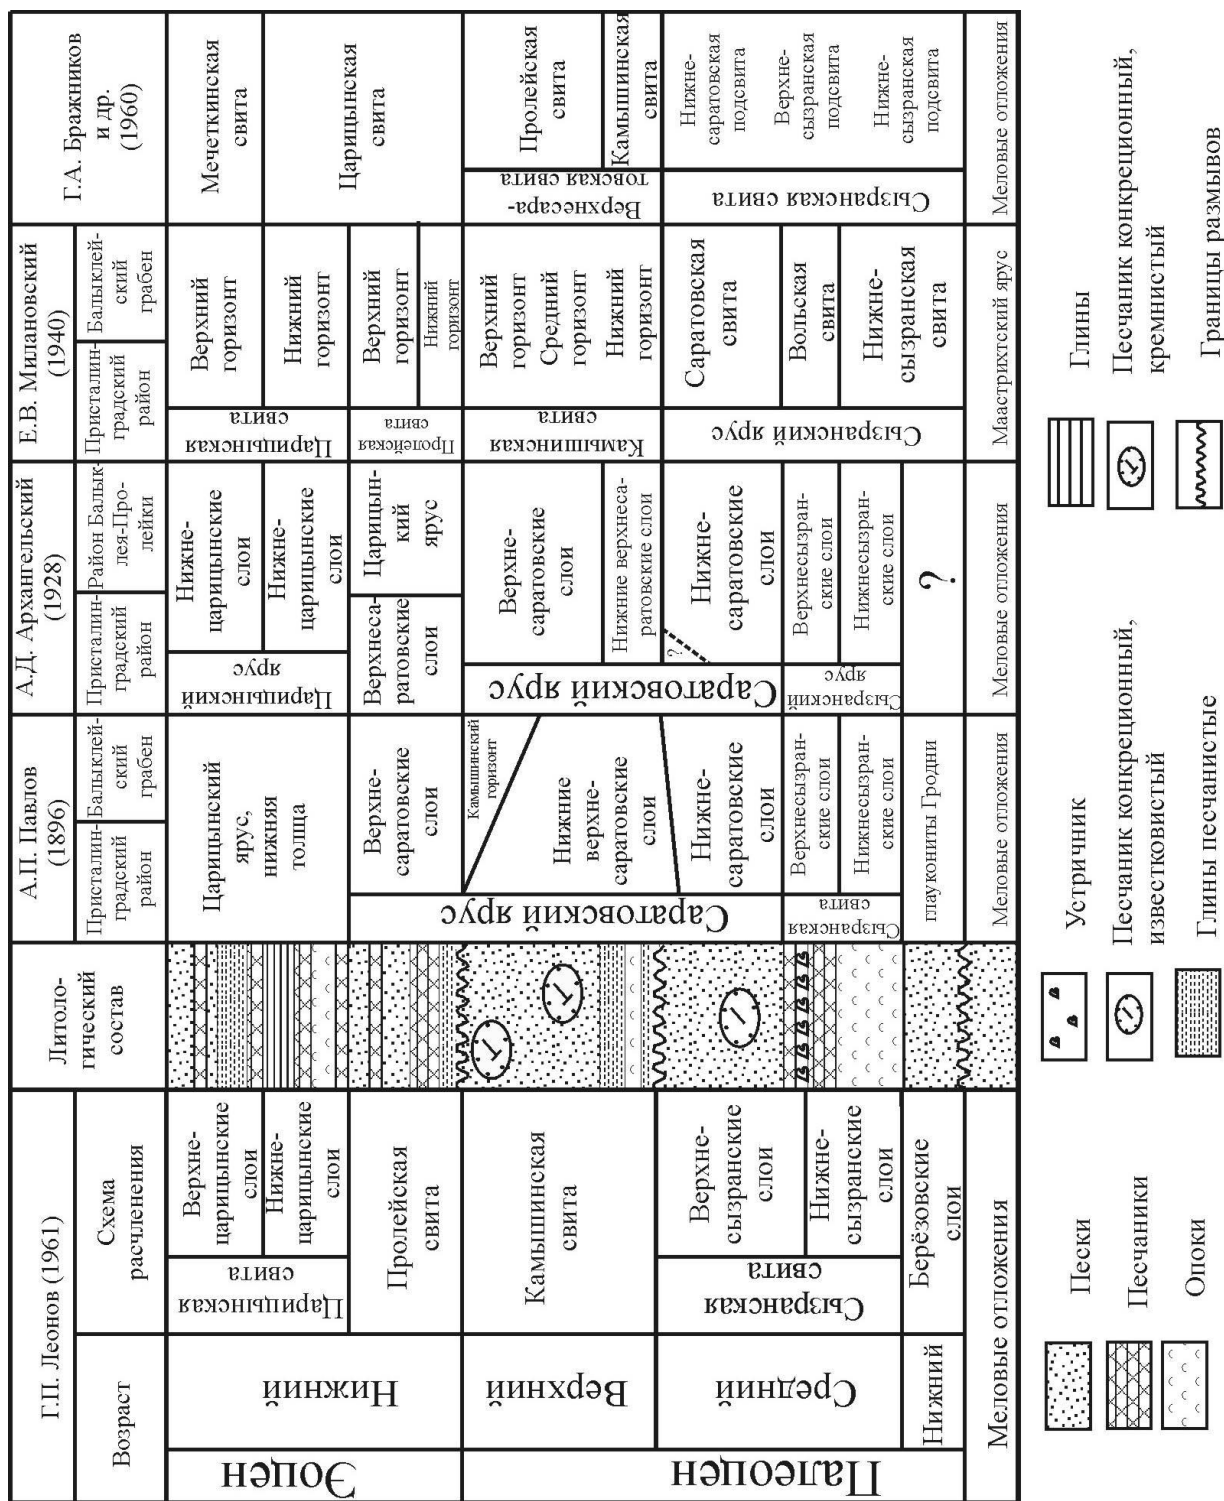 Г.П. Леонов (1961)
Возраст
Схема
расчленения
Литоло-
гический
состав
А.П. Павлов
(1896)
Присталин-
градский
район
Балыклей-
ский
грабен
А.Д. Архангельский
(1928)
Присталин-
градский
район
Район Балык-
лея-Про-
лейки
Е.В. Милановский
(1940)
Присталин-
градский
район
Балыклей-
ский
грабен
Г.А. Бражников
и др.
(1960)
Эоцен
Нижний
Царицынская
свита
Верхне-
царицынские
слои
Нижне-
царицынские
слои
Пролейская
свита
Царицынский
ярус,
нижняя
толща
Саратовский ярус
Верхне-
саратовские
слои
Царицынский
ярус
Нижне-
царицынские
слои
Нижне-
царицынские
слои
Верхнеса-
ратовские
слои
Царицын-
кий
ярус
Царицынская
свита
Верхний
горизонт
Нижний
горизонт
Пролейская
свита
Верхний
горизонт
Нижний
горизонт
Мечеткинская
свита
Царицынская
свита
Палеоцен
Верхний
Камышинская
свита
Камышинский
горизонт
Нижние
верхне-
саратовские
слои
Саратовский ярус
Верхне-
саратовские
слои
Нижние верхнеса-
ратовские слои
Камышинская
свита
Верхний
горизонт
Средний
горизонт
Нижний
горизонт
Верхнесара-
товская свита
Пролейская
свита
Камышинская
свита
Средний
Сызранская
свита
Верхне-
сызранские
слои
Нижне-
сызранские
слои
Нижне-
саратовские
слои
Сызранская
свита
Верхнесызран-
ские слои
Нижнесызран-
ские слои
?
Нижне-
саратовские
слои
Сызранский
ярус
Верхнесызран-
ские слои
Нижнесызран-
ские слои
Сызранский ярус
Саратовская
свита
Вольская
свита
Нижне-
сызранская
свита
Сызранская свита
Нижне-
саратовская
подсвита
Верхне-
сызранская
подсвита
Нижне-
сызранская
подсвита
Нижний
Берёзовские
слои
глаукониты Гродни
?
Меловые отложения
Меловые отложения
Меловые отложения
Маастрихтский ярус
Меловые отложения
Пески
Устричник
Глины
Песчаники
Песчаник конкреционный,
известковистый
Песчаник конкреционный,
кремнистый
Опоки
Глины песчанистые
Границы размывов